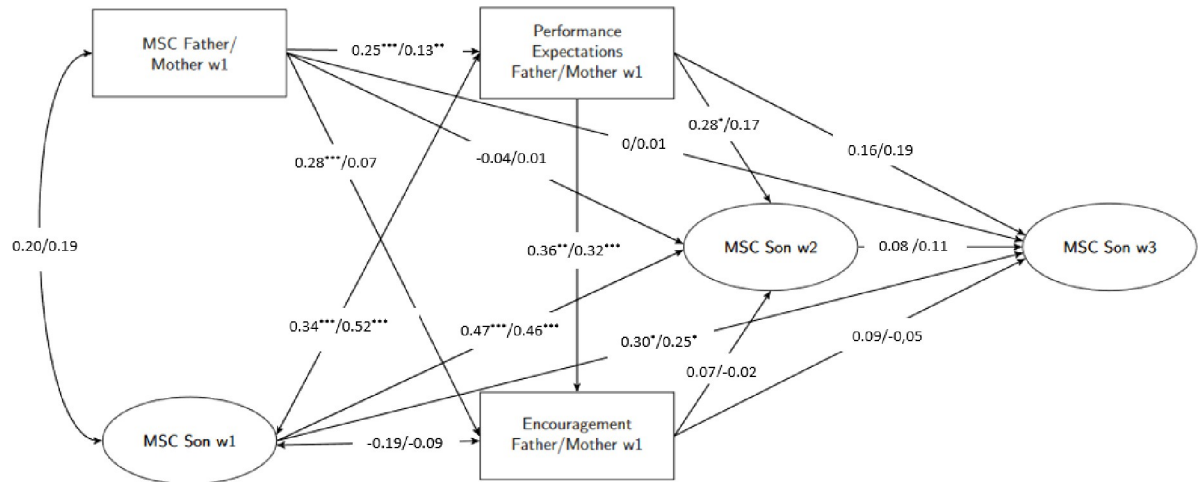 MSC Father/
Mother w1
0.25***/0.13**
Performance
Expectations
Father/Mother w1
0.28*/0.17
0/0.01
0.16/0.19
0.28***/0.07
-0.04/0.01
0.20/0.19
0.36**/0.32***
MSC Son w2
0.08 /0.11
MSC Son w3
0.34***/0.52***
0.47***/0.46***
0.30*/0.25*
0.09/-0,05
0.07/-0.02
MSC Son w1
-0.19/-0.09
Encouragement
Father/Mother w1